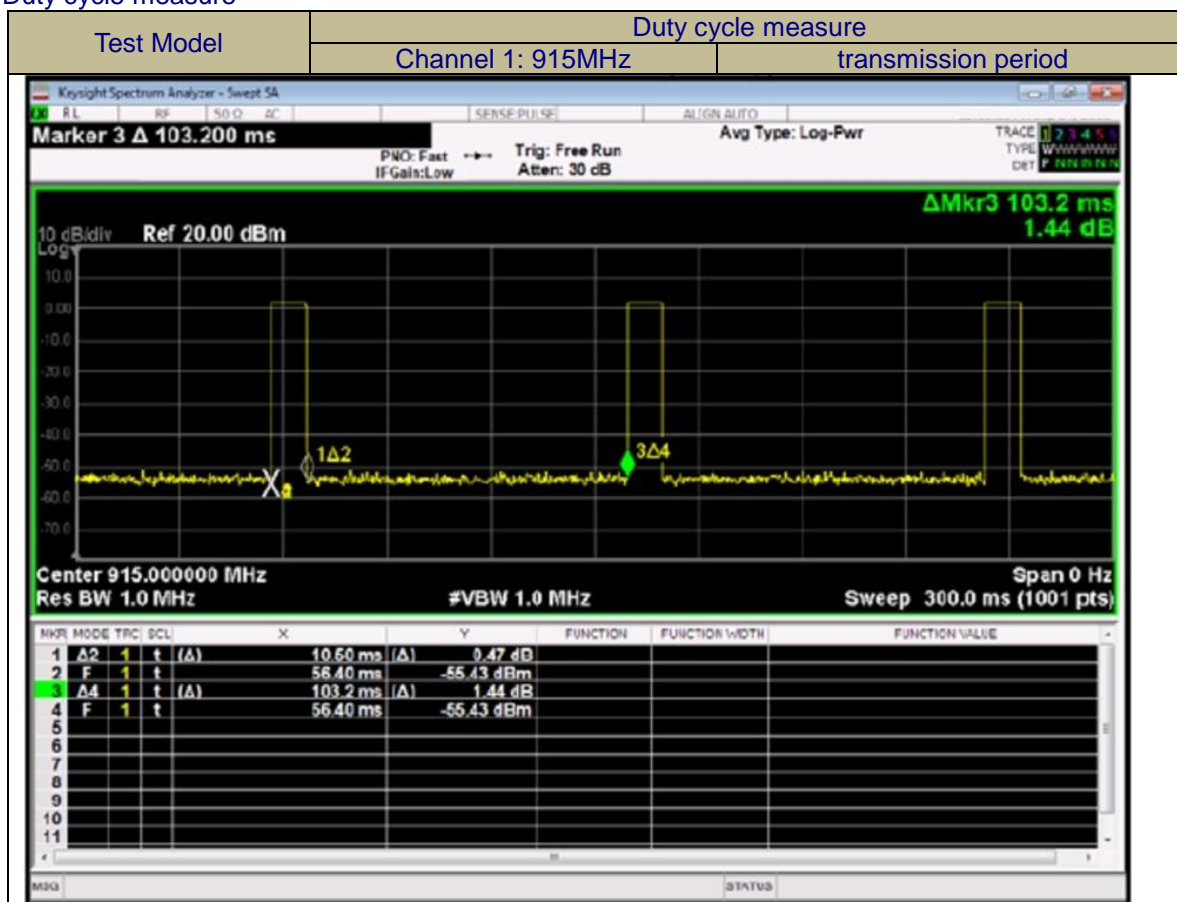 Duty cycle measure
Test Model
Duty cycle measure
Channel 1: 915MHz
transmission period
Keysight Spectrum Analyzer - Swept SA
RL RF 50 Ω AC SENSE:PULSE ALIGN AUTO
Marker 3 Δ 103.200 ms
PNO: Fast
IFGain:Low
Trig: Free Run
Atten: 30 dB
Avg Type: Log-Pwr
TRACE 1 2 3 4 5 6
TYPE WWWWWW
DET P N N N N N
ΔMkr3 103.2 ms
1.44 dB
10 dB/div Ref 20.00 dBm
Log
10.0
0.00
-10.0
-20.0
-30.0
-40.0
-50.0
-60.0
-70.0
1Δ2
3Δ4
Center 915.000000 MHz
Span 0 Hz
Res BW 1.0 MHz #VBW 1.0 MHz Sweep 300.0 ms (1001 pts)
MKR MODE TRC SCL X Y FUNCTION FUNCTION WIDTH FUNCTION VALUE
1 Δ2 1 t (Δ) 10.50 ms (Δ) 0.47 dB
2 F 1 t 56.40 ms -55.43 dBm
3 Δ4 1 t (Δ) 103.2 ms (Δ) 1.44 dB
4 F 1 t 56.40 ms -55.43 dBm
5
6
7
8
9
10
11
MSG STATUS